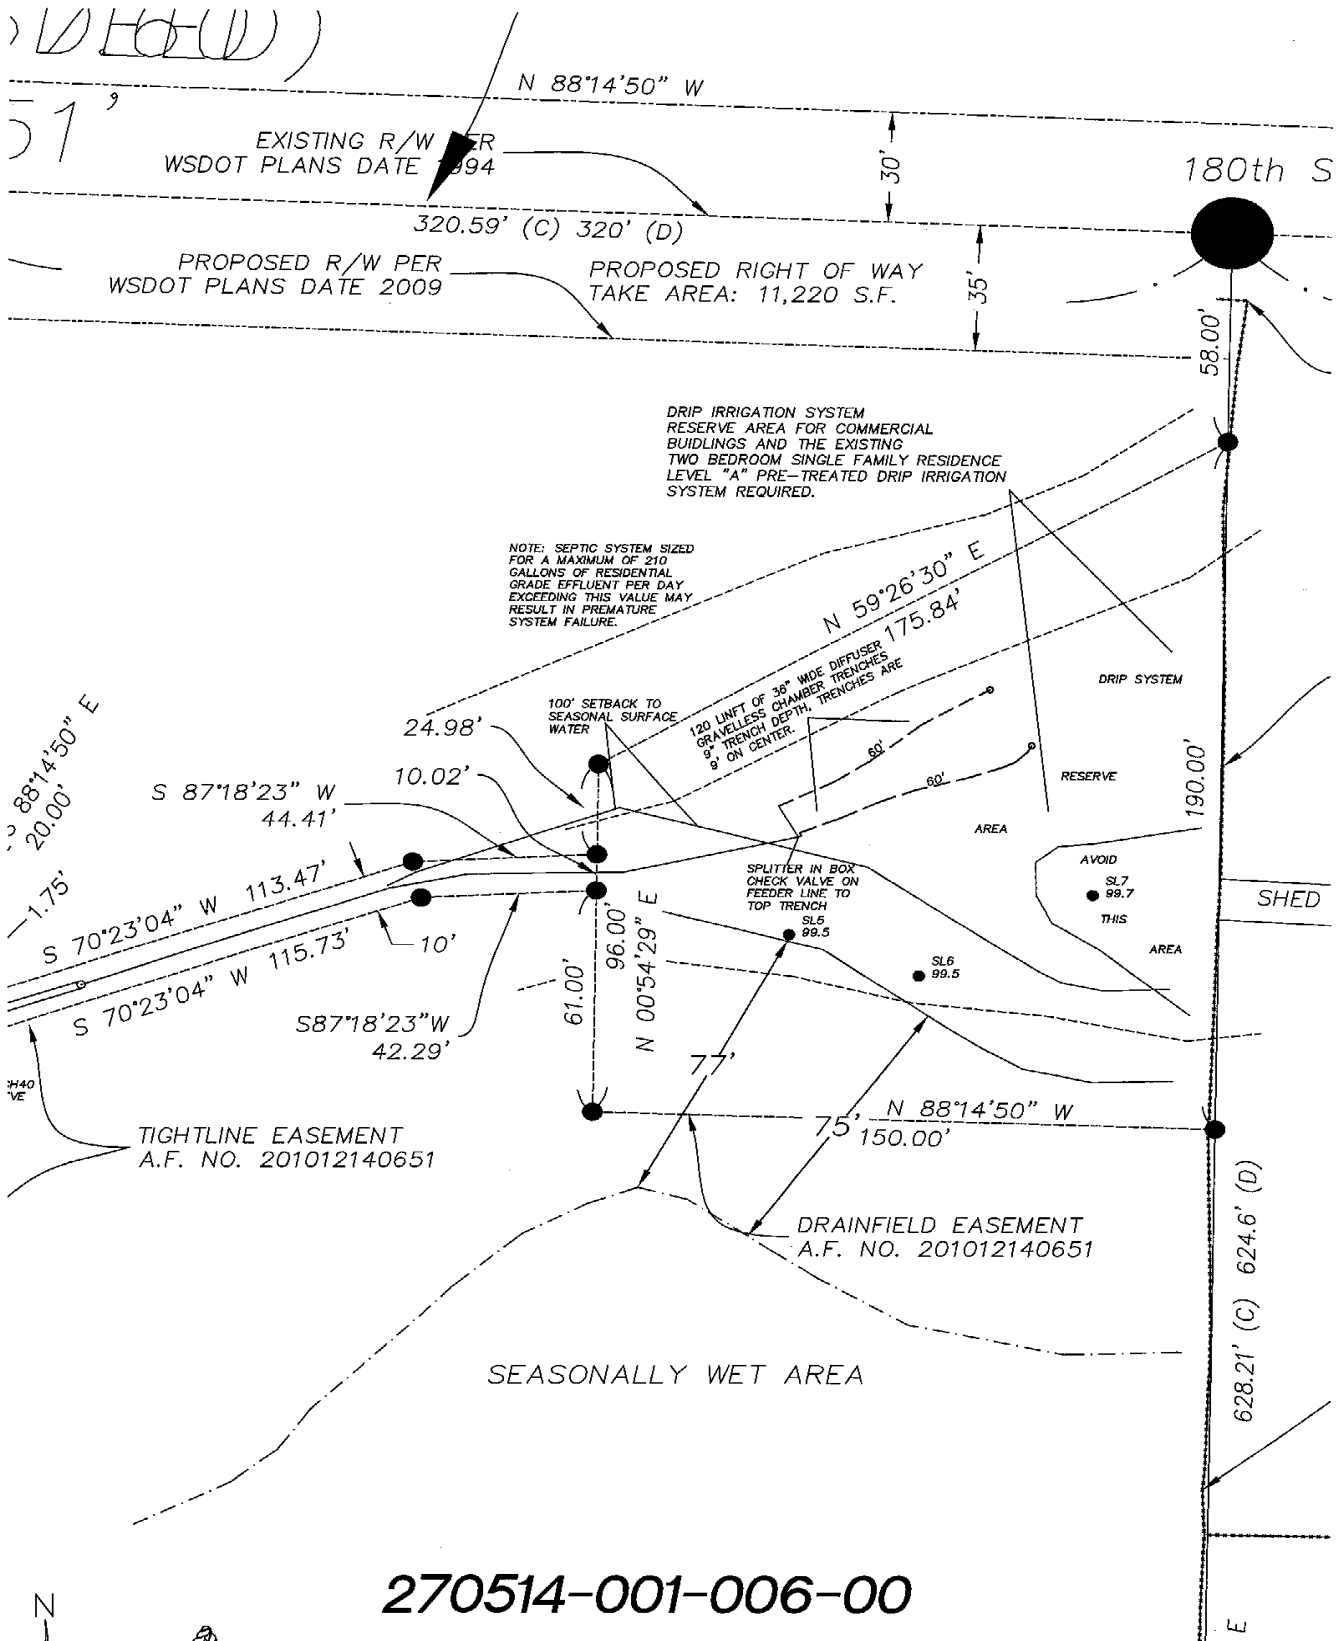 51'
N 88°14'50" W
EXISTING R/W PER
WSDOT PLANS DATE 1994
30'
180th S
320.59' (C) 320' (D)
PROPOSED R/W PER
WSDOT PLANS DATE 2009
PROPOSED RIGHT OF WAY
TAKE AREA: 11,220 S.F.
35'
58.00'
DRIP IRRIGATION SYSTEM
RESERVE AREA FOR COMMERCIAL
BUIDLINGS AND THE EXISTING
TWO BEDROOM SINGLE FAMILY RESIDENCE
LEVEL "A" PRE-TREATED DRIP IRRIGATION
SYSTEM REQUIRED.
NOTE: SEPTIC SYSTEM SIZED
FOR A MAXIMUM OF 210
GALLONS OF RESIDENTIAL
GRADE EFFLUENT PER DAY
EXCEEDING THIS VALUE MAY
RESULT IN PREMATURE
SYSTEM FAILURE.
N 59°26'30" E
175.84'
120 LINFT OF 36" WIDE DIFFUSER
GRAVELLESS CHAMBER TRENCHES
9" TRENCH DEPTH, TRENCHES ARE
9' ON CENTER.
100' SETBACK TO
SEASONAL SURFACE
WATER
DRIP SYSTEM
RESERVE
AREA
60'
60'
190.00'
24.98'
10.02'
S 87°18'23" W
44.41'
88°14'50" E
20.00'
1.75'
S 70°23'04" W 113.47'
S 70°23'04" W 115.73'
10'
S87°18'23"W
42.29'
61.00'
96.00'
N 00°54'29" E
SPLITTER IN BOX
CHECK VALVE ON
FEEDER LINE TO
TOP TRENCH
SL5
99.5
SL6
99.5
AVOID
SL7
99.7
THIS
AREA
SHED
77'
75'
N 88°14'50" W
150.00'
CH40
VE
TIGHTLINE EASEMENT
A.F. NO. 201012140651
DRAINFIELD EASEMENT
A.F. NO. 201012140651
628.21' (C) 624.6' (D)
SEASONALLY WET AREA
270514-001-006-00
N
E